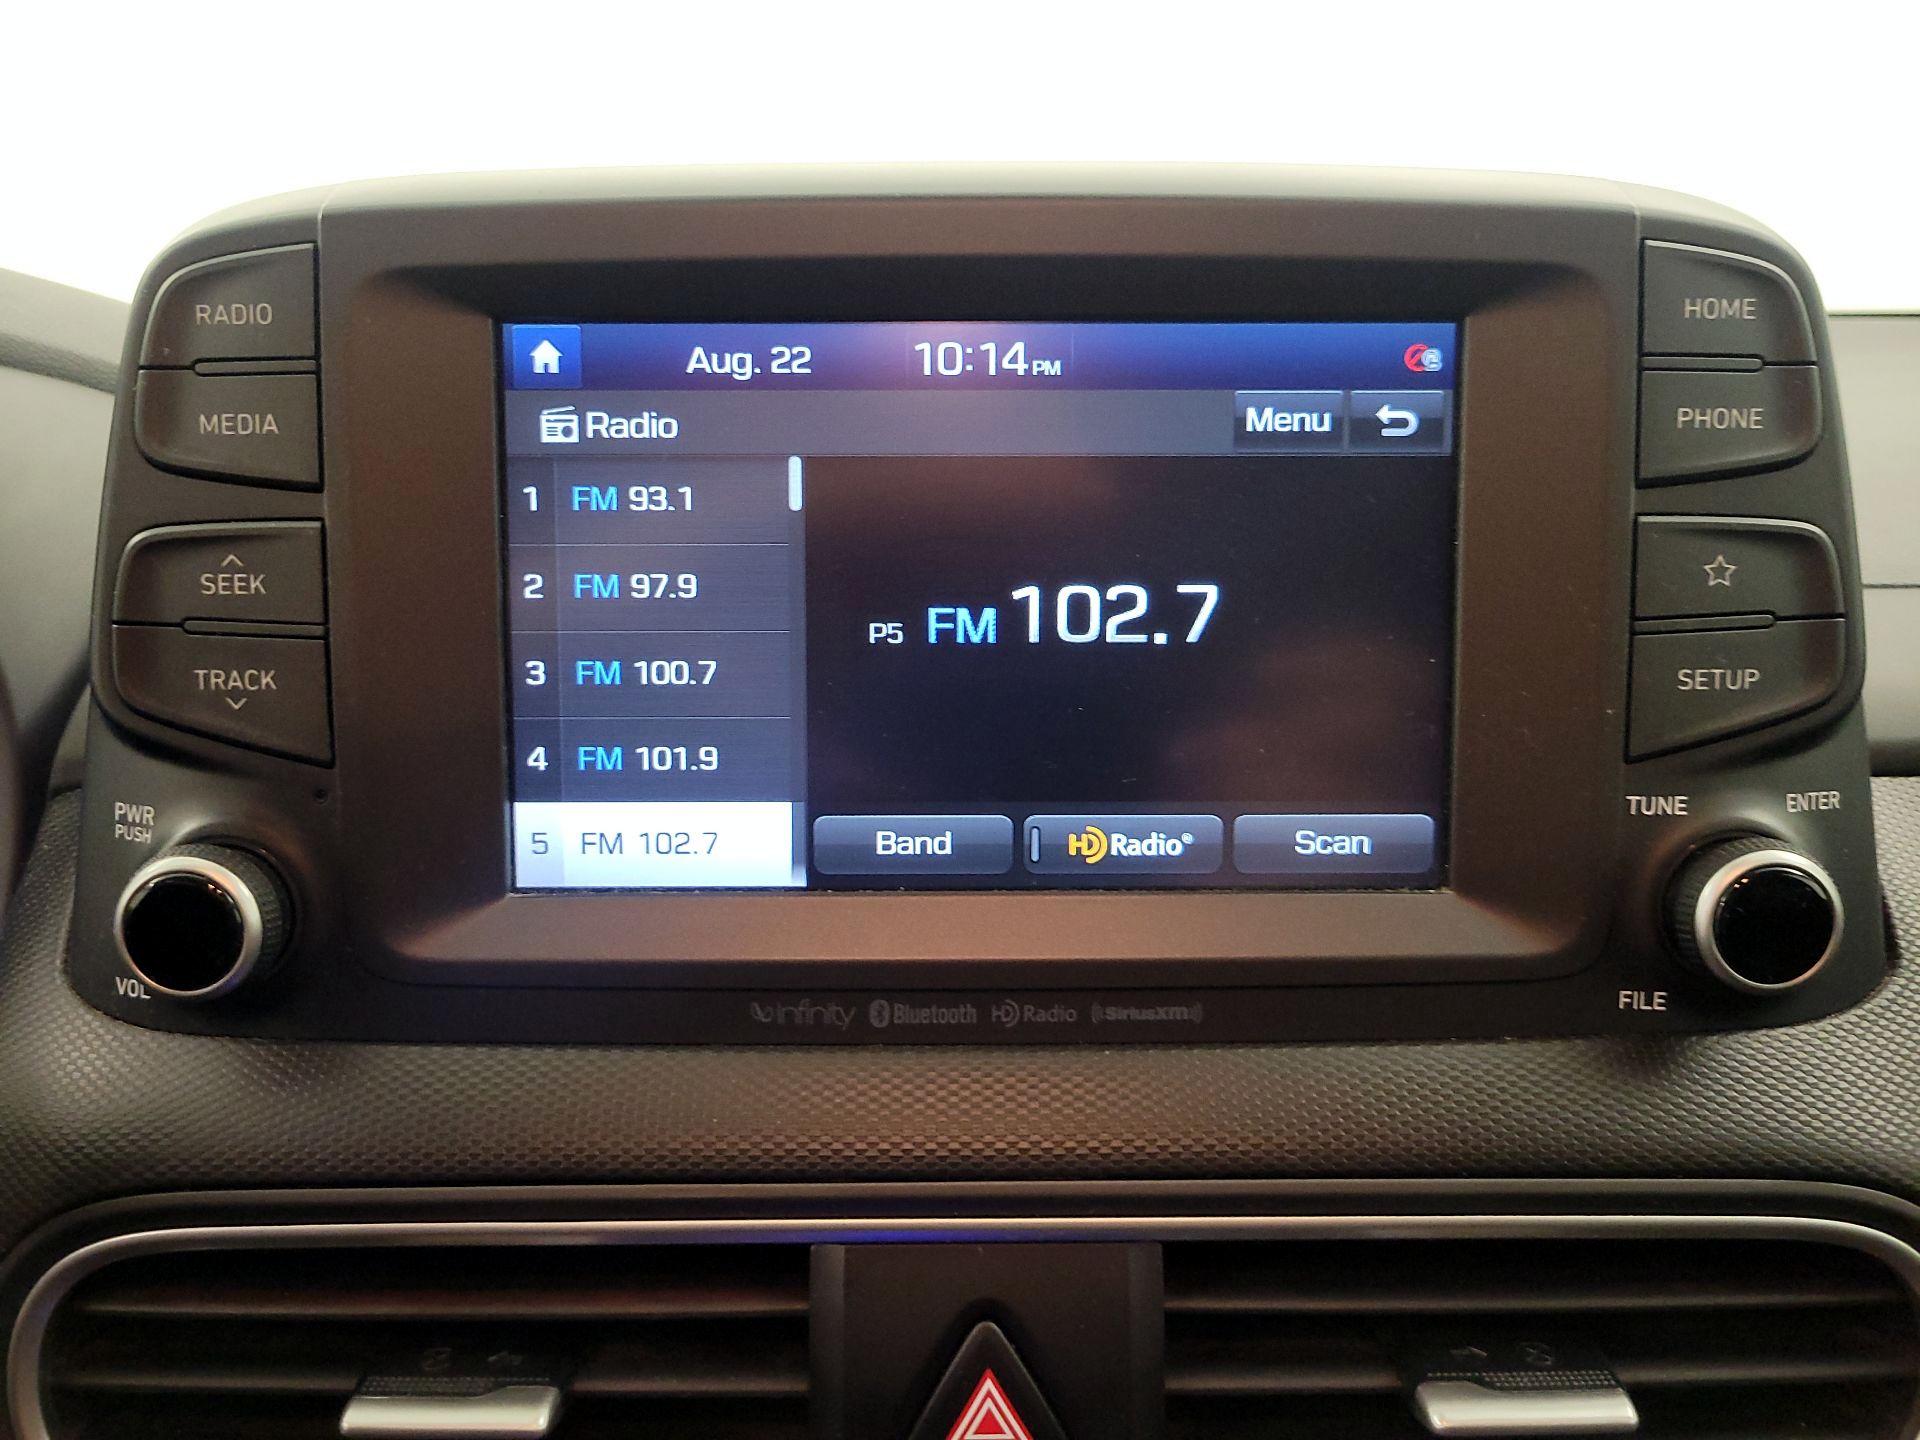 RADIO
MEDIA
SEEK
TRACK
PWR
PUSH
VOL
Aug. 22 10:14 PM
Radio Menu
1 FM 93.1
2 FM 97.9
3 FM 100.7
4 FM 101.9
5 FM 102.7
P5 FM 102.7
Band HD Radio® Scan
HOME
PHONE
SETUP
TUNE ENTER
FILE
infinity Bluetooth HD Radio SiriusXM